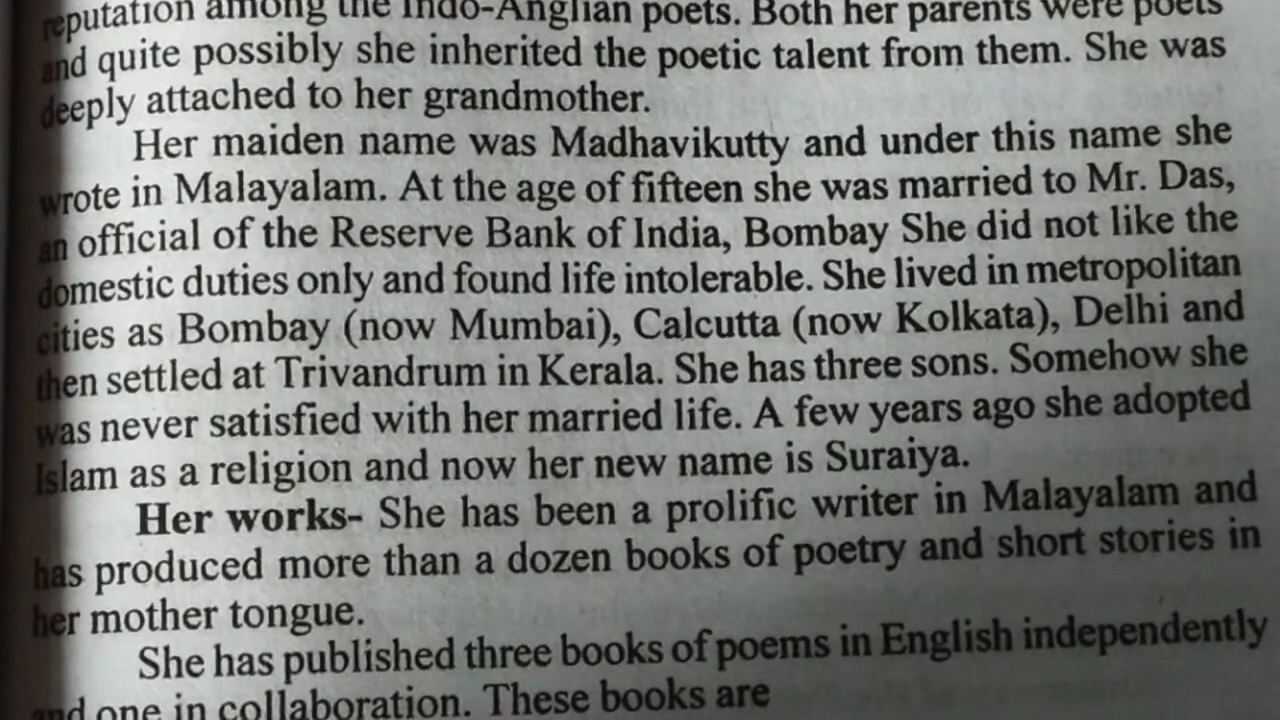 reputation among the Indo-Anglian poets. Both her parents were poets
and quite possibly she inherited the poetic talent from them. She was
deeply attached to her grandmother.
Her maiden name was Madhavikutty and under this name she
wrote in Malayalam. At the age of fifteen she was married to Mr. Das,
an official of the Reserve Bank of India, Bombay She did not like the
domestic duties only and found life intolerable. She lived in metropolitan
cities as Bombay (now Mumbai), Calcutta (now Kolkata), Delhi and
then settled at Trivandrum in Kerala. She has three sons. Somehow she
was never satisfied with her married life. A few years ago she adopted
Islam as a religion and now her new name is Suraiya.
Her works- She has been a prolific writer in Malayalam and
has produced more than a dozen books of poetry and short stories in
her mother tongue.
She has published three books of poems in English independently
and one in collaboration. These books are